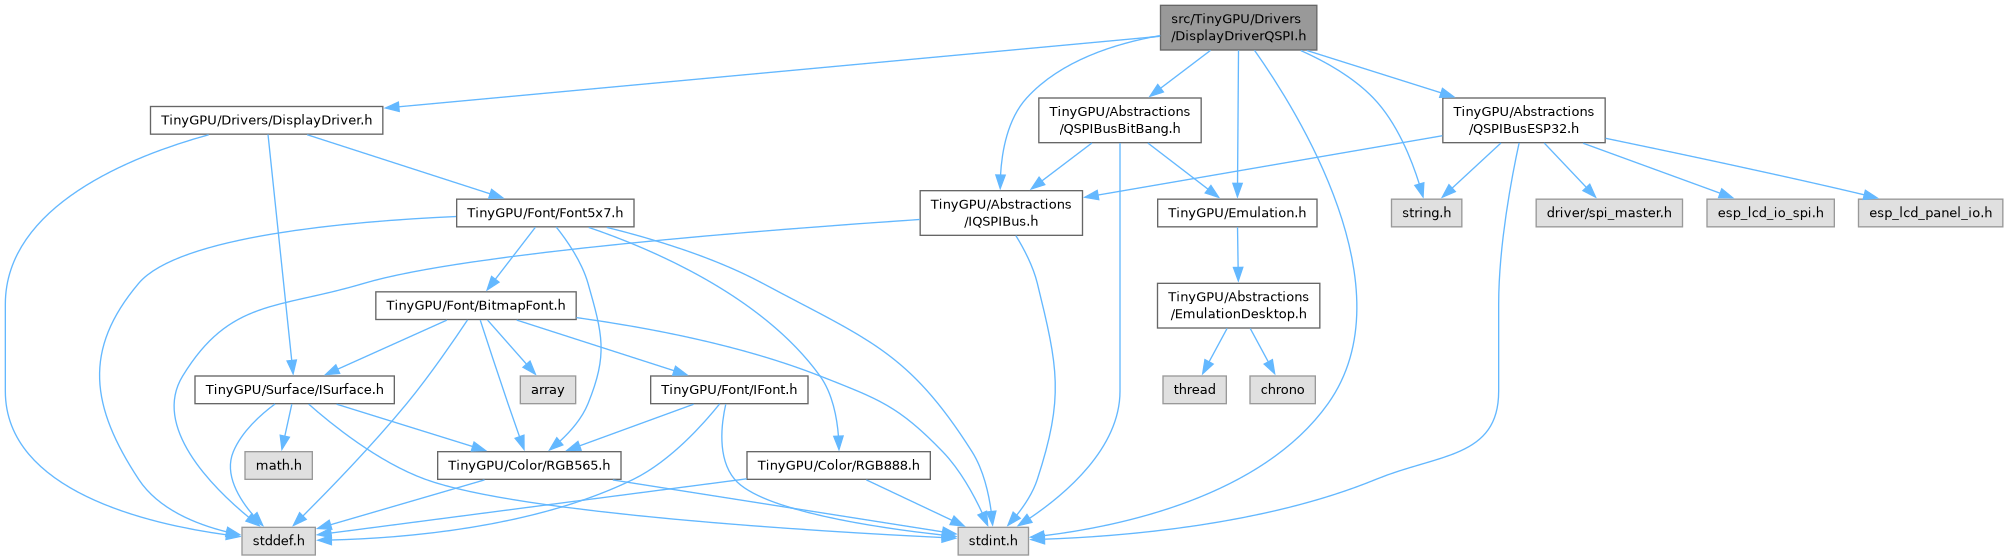 src/TinyGPU/Drivers
/DisplayDriverQSPI.h
TinyGPU/Drivers/DisplayDriver.h
TinyGPU/Abstractions
/QSPIBusBitBang.h
TinyGPU/Abstractions
/QSPIBusESP32.h
TinyGPU/Font/Font5x7.h
TinyGPU/Abstractions
/IQSPIBus.h
TinyGPU/Emulation.h
string.h
driver/spi_master.h
esp_lcd_io_spi.h
esp_lcd_panel_io.h
TinyGPU/Font/BitmapFont.h
TinyGPU/Abstractions
/EmulationDesktop.h
TinyGPU/Surface/ISurface.h
array
TinyGPU/Font/IFont.h
thread
chrono
math.h
TinyGPU/Color/RGB565.h
TinyGPU/Color/RGB888.h
stddef.h
stdint.h